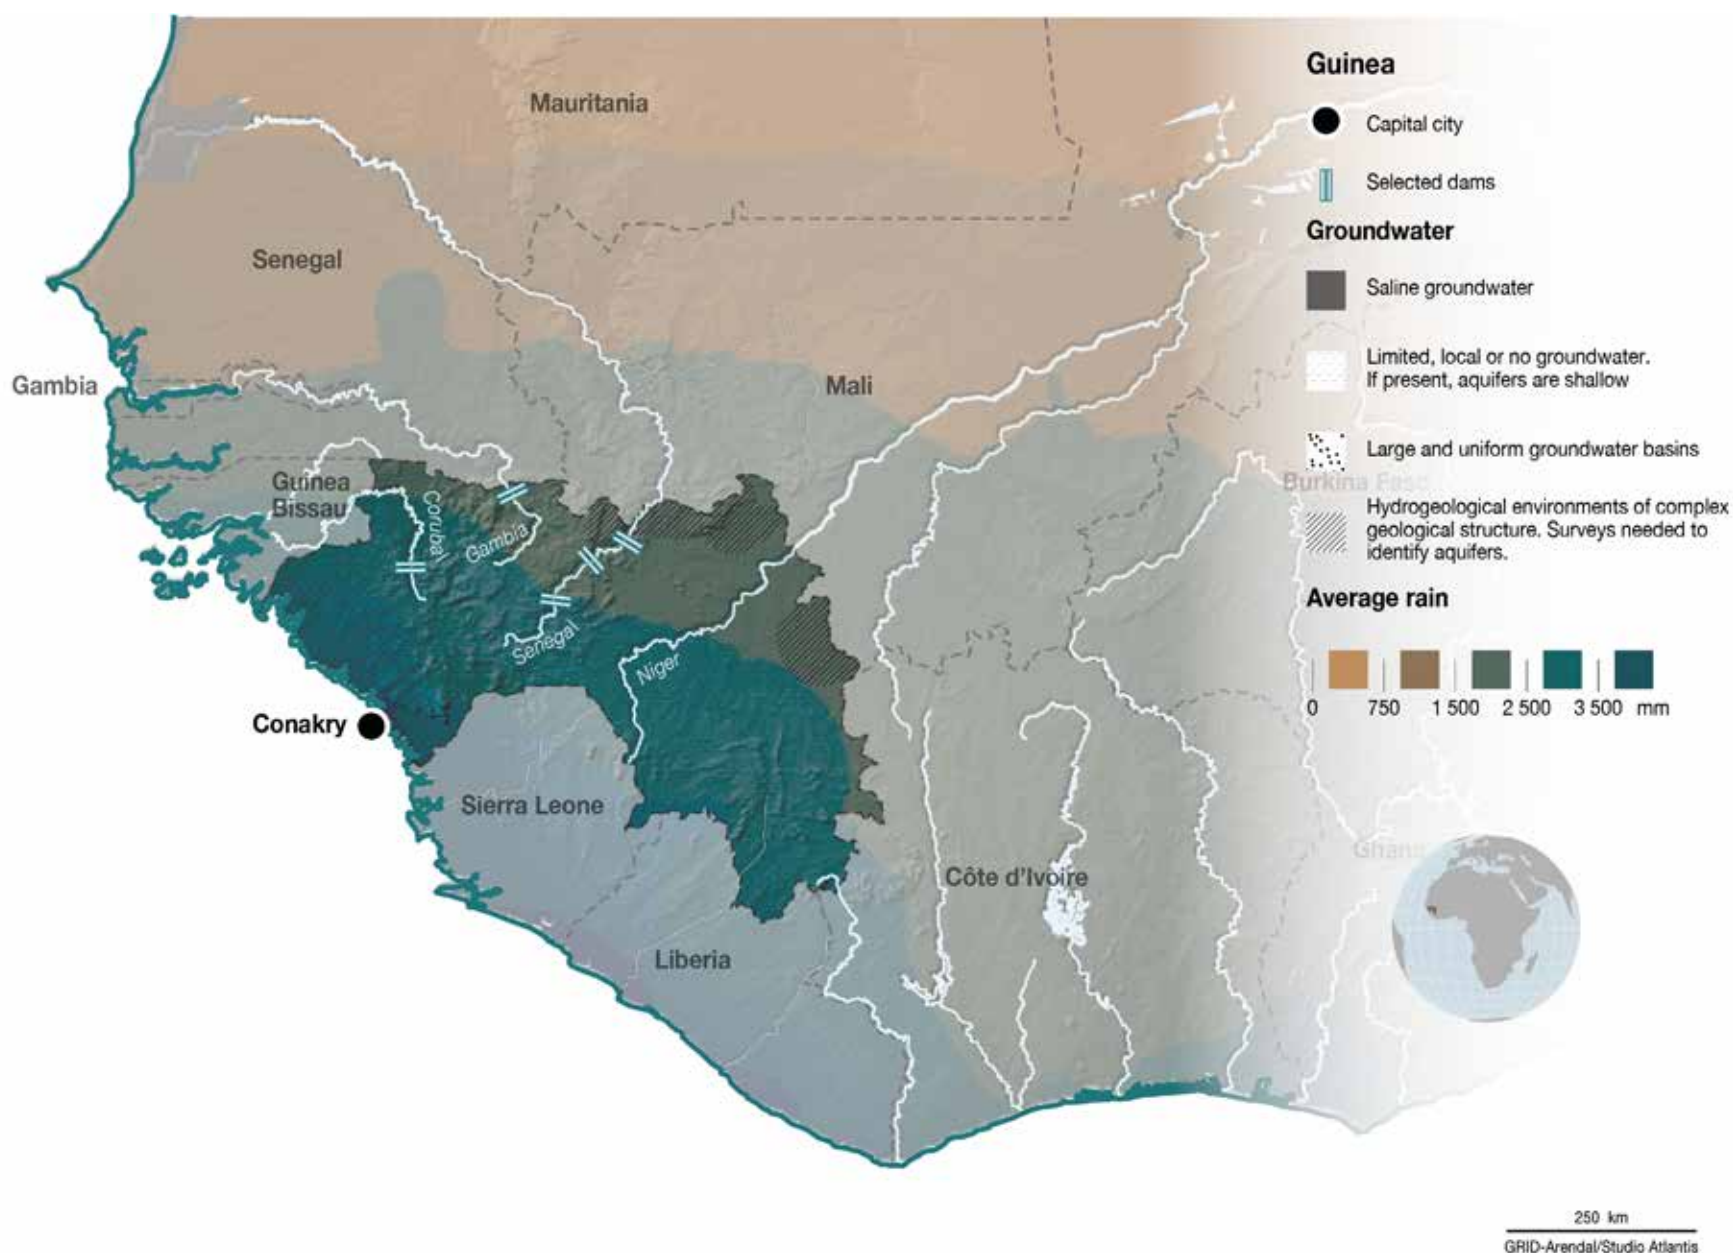 Mauritania
Senegal
Gambia
Mali
Guinea
Bissau
Corubal
Gambia
Senegal
Niger
Conakry
Sierra Leone
Liberia
Côte d'Ivoire
Burkina Faso
Ghana
Guinea
Capital city
Selected dams
Groundwater
Saline groundwater
Limited, local or no groundwater.
If present, aquifers are shallow
Large and uniform groundwater basins
Hydrogeological environments of complex
geological structure. Surveys needed to
identify aquifers.
Average rain
0 750 1 500 2 500 3 500 mm
250 km
GRID-Arendal/Studio Atlantis